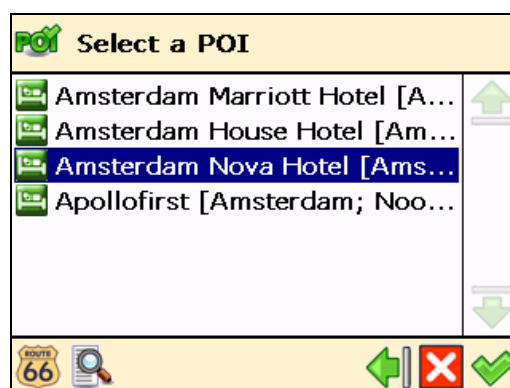 POI Select a POI
Amsterdam Marriott Hotel [A...
Amsterdam House Hotel [Am...
Amsterdam Nova Hotel [Ams...
Apollofirst [Amsterdam; Noo...
ROUTE
66